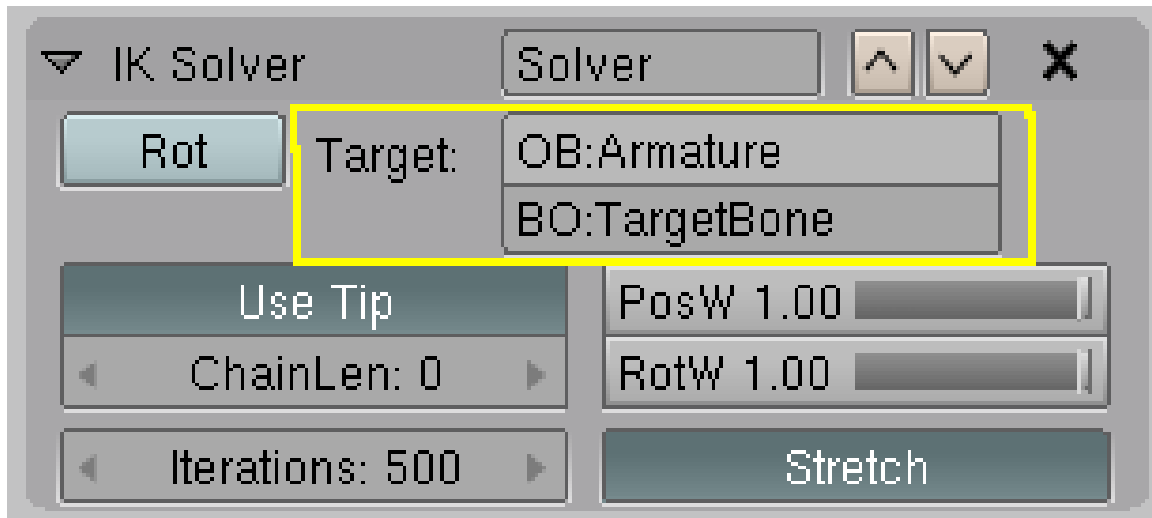 IK Solver Solver
Rot Target: OB:Armature
BO:TargetBone
Use Tip PosW 1.00
ChainLen: 0 RotW 1.00
Iterations: 500 Stretch